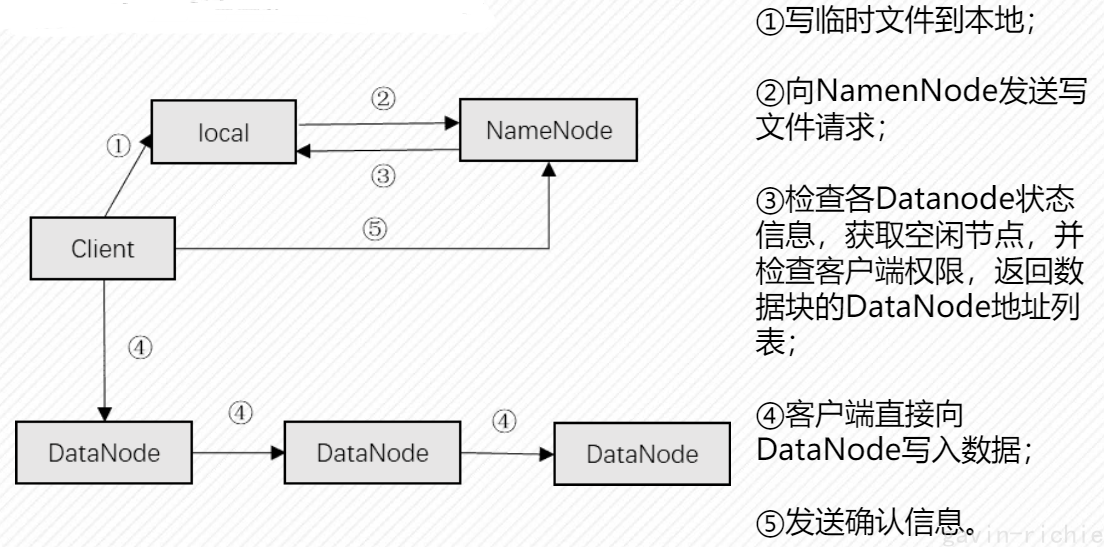 ①写临时文件到本地；
②向NamenNode发送写
文件请求；
③检查各Datanode状态
信息，获取空闲节点，并
检查客户端权限，返回数
据块的DataNode地址列
表；
④客户端直接向
DataNode写入数据；
⑤发送确认信息。
②
local
NameNode
①
③
⑤
Client
④
④
④
DataNode
DataNode
DataNode
gavin-richie